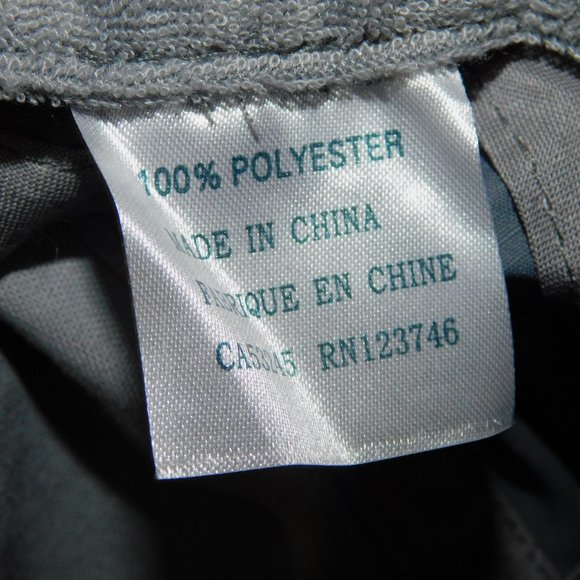 100% POLYESTER
MADE IN CHINA
FABRIQUE EN CHINE
RN123746